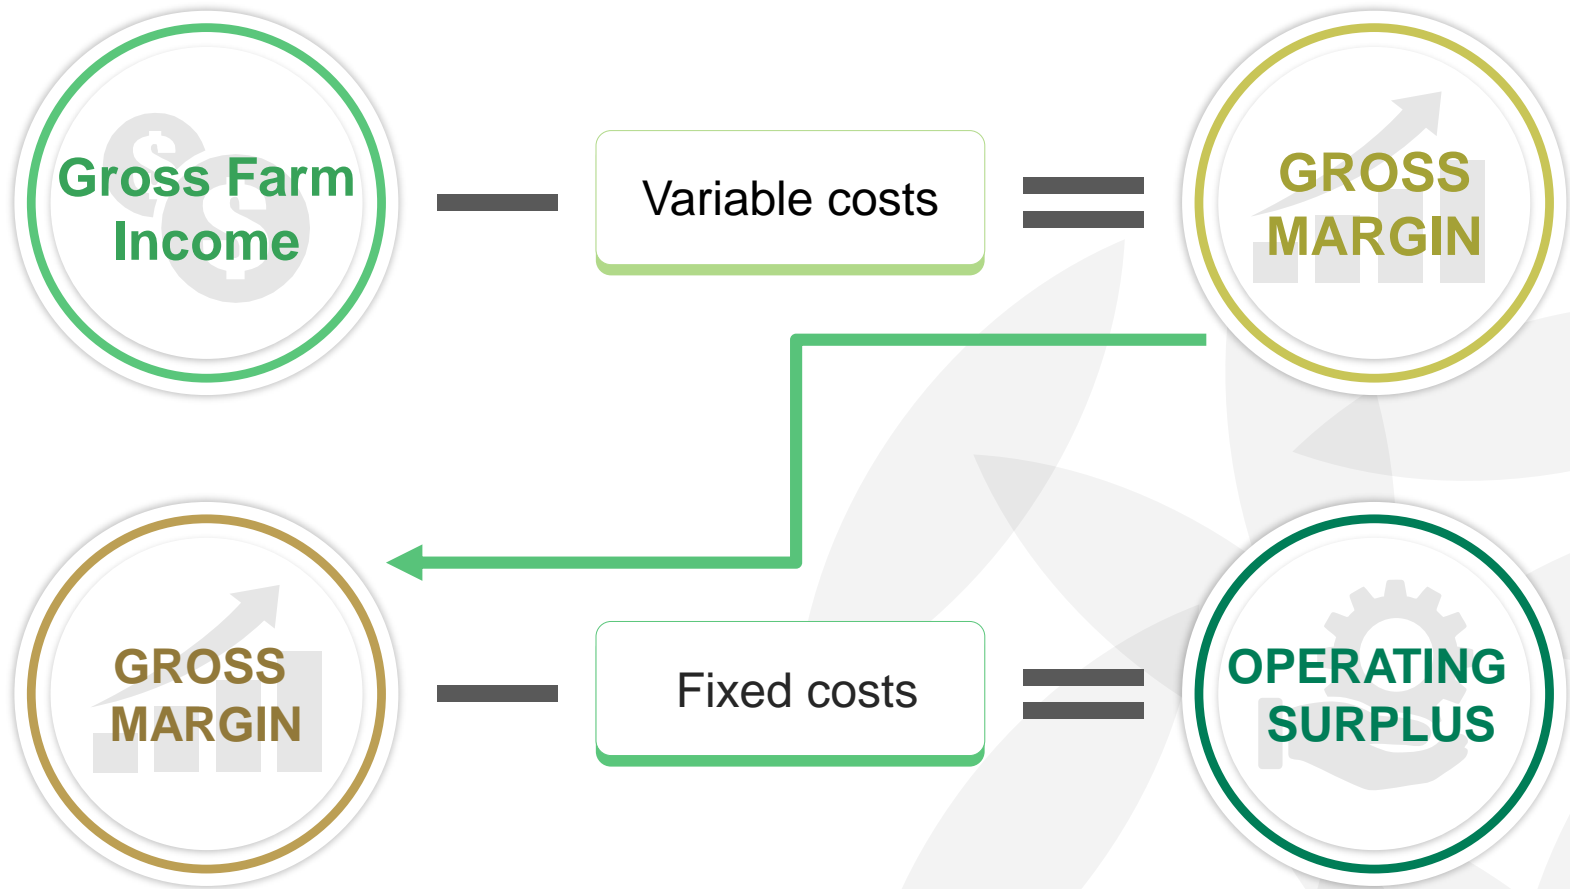 Gross Farm
Income
Variable costs
GROSS
MARGIN
GROSS
MARGIN
Fixed costs
OPERATING
SURPLUS